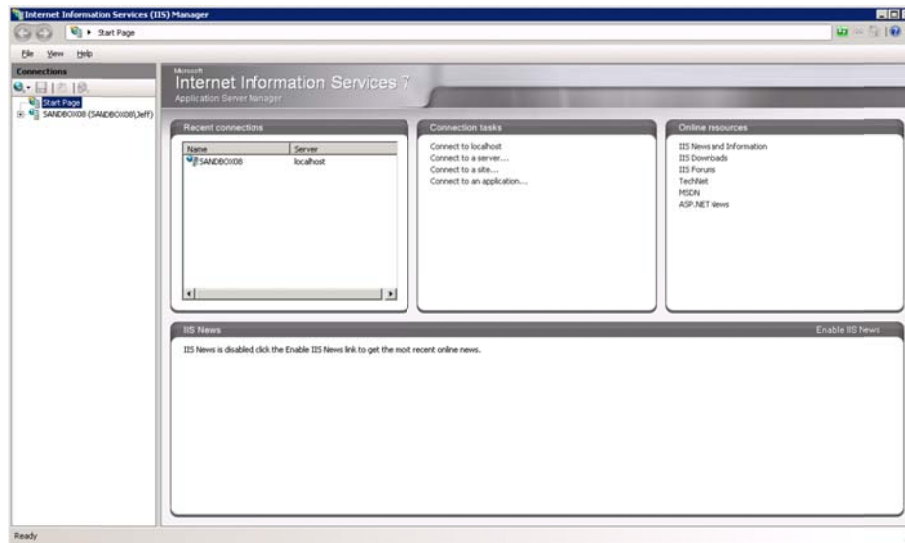 Internet Information Services (IIS) Manager
Start Page
File View Help
Connections
Start Page
SANDBOX08 (SANDBOX08\Jeff)
Microsoft
Internet Information Services 7
Application Server Manager
Recent connections
Name Server
SANDBOX08 localhost
Connection tasks
Connect to localhost
Connect to a server...
Connect to a site...
Connect to an application...
Online resources
IIS News and Information
IIS Downloads
IIS Forums
TechNet
MSDN
ASP.NET News
IIS News
Enable IIS News
IIS News is disabled, click the Enable IIS News link to get the most recent online news.
Ready